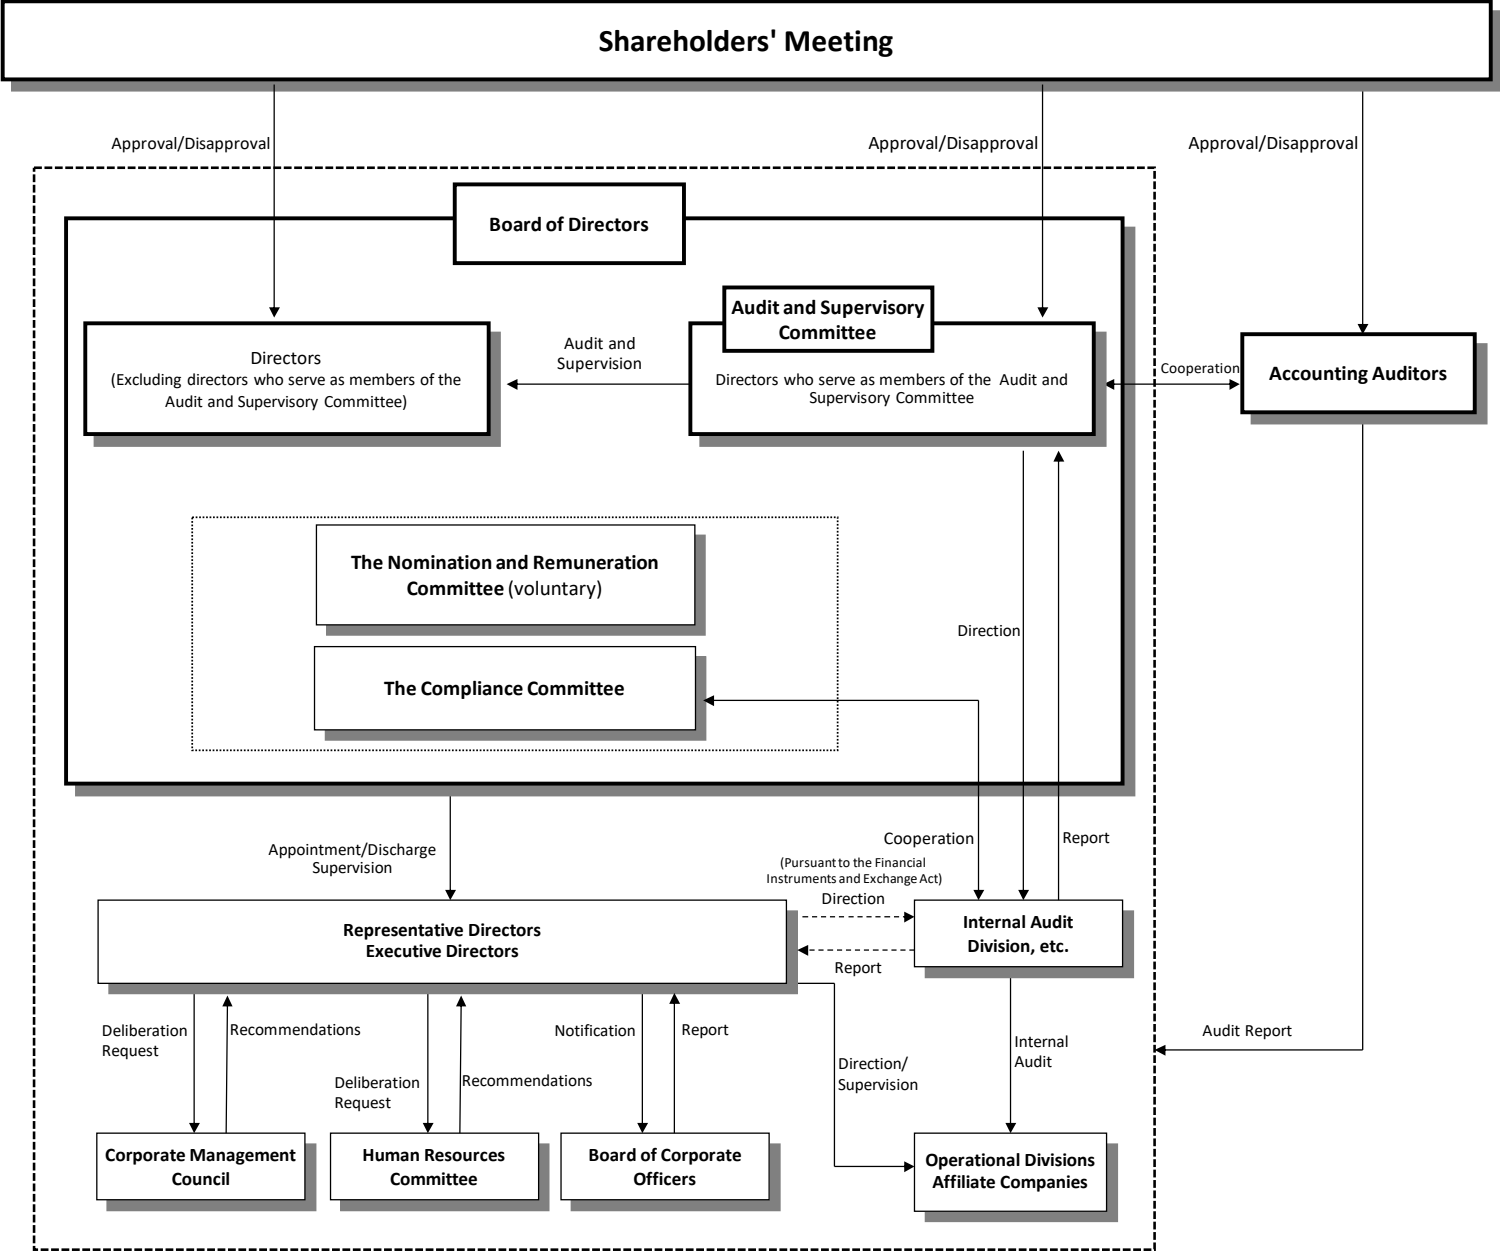 Shareholders' Meeting
Approval/Disapproval
Approval/Disapproval
Approval/Disapproval
Board of Directors
Audit and Supervisory
Committee
Directors
(Excluding directors who serve as members of the
Audit and Supervisory Committee)
Audit and
Supervision
Directors who serve as members of the Audit and
Supervisory Committee
Cooperation
Accounting Auditors
The Nomination and Remuneration
Committee (voluntary)
Direction
The Compliance Committee
Appointment/Discharge
Supervision
Cooperation
Report
(Pursuant to the Financial
Instruments and Exchange Act)
Direction
Representative Directors
Executive Directors
Internal Audit
Division, etc.
Report
Deliberation
Request
Recommendations
Notification
Report
Audit Report
Internal
Audit
Direction/
Supervision
Deliberation
Request
Recommendations
Corporate Management
Council
Human Resources
Committee
Board of Corporate
Officers
Operational Divisions
Affiliate Companies